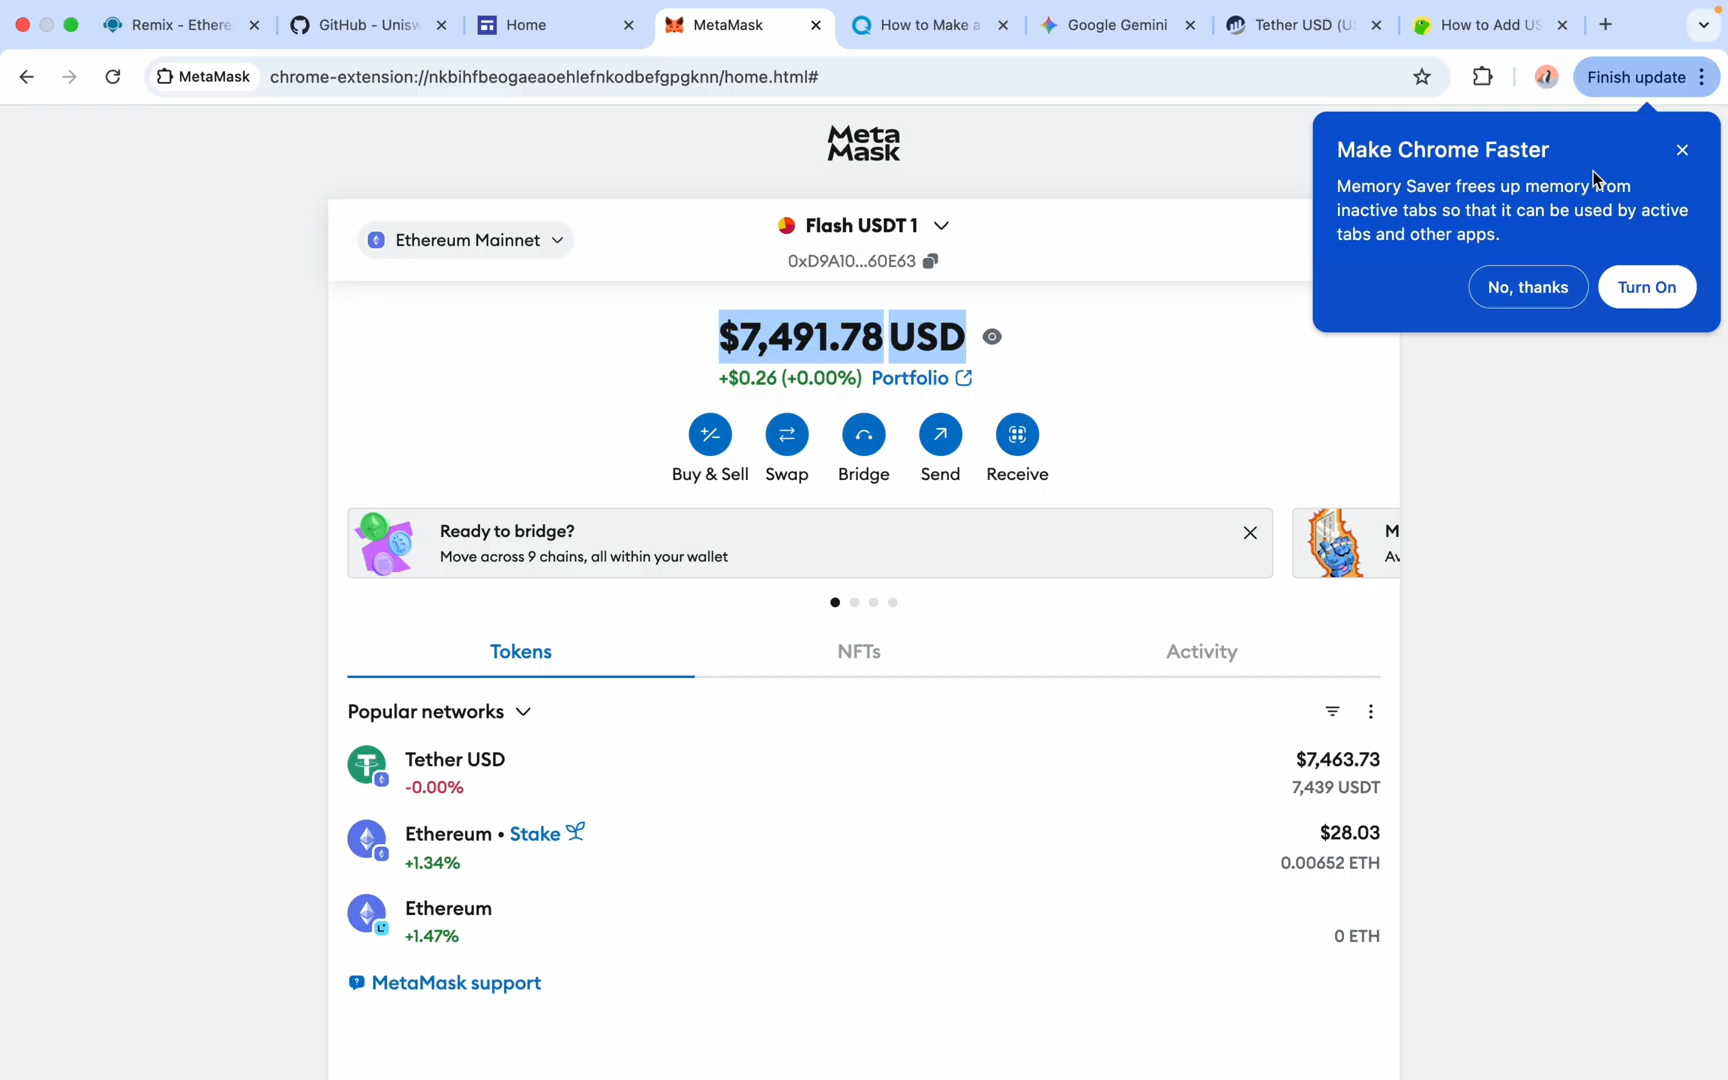 Remix - Ethere
GitHub - Unisw
Home
MetaMask
How to Make a
Google Gemini
Tether USD (U
How to Add US
MetaMask
chrome-extension://nkbihfbeogaeaoehlefnkodbefgpgknn/home.html#
Finish update
Make Chrome Faster
Memory Saver frees up memory from
inactive tabs so that it can be used by active
tabs and other apps.
No, thanks
Turn On
Meta
Mask
Ethereum Mainnet
Flash USDT 1
0xD9A10...60E63
$7,491.78 USD
+$0.26 (+0.00%) Portfolio
Buy & Sell
Swap
Bridge
Send
Receive
Ready to bridge?
Move across 9 chains, all within your wallet
M
Av
Tokens
NFTs
Activity
Popular networks
Tether USD
$7,463.73
-0.00%
7,439 USDT
Ethereum • Stake
$28.03
+1.34%
0.00652 ETH
Ethereum
+1.47%
0 ETH
MetaMask support